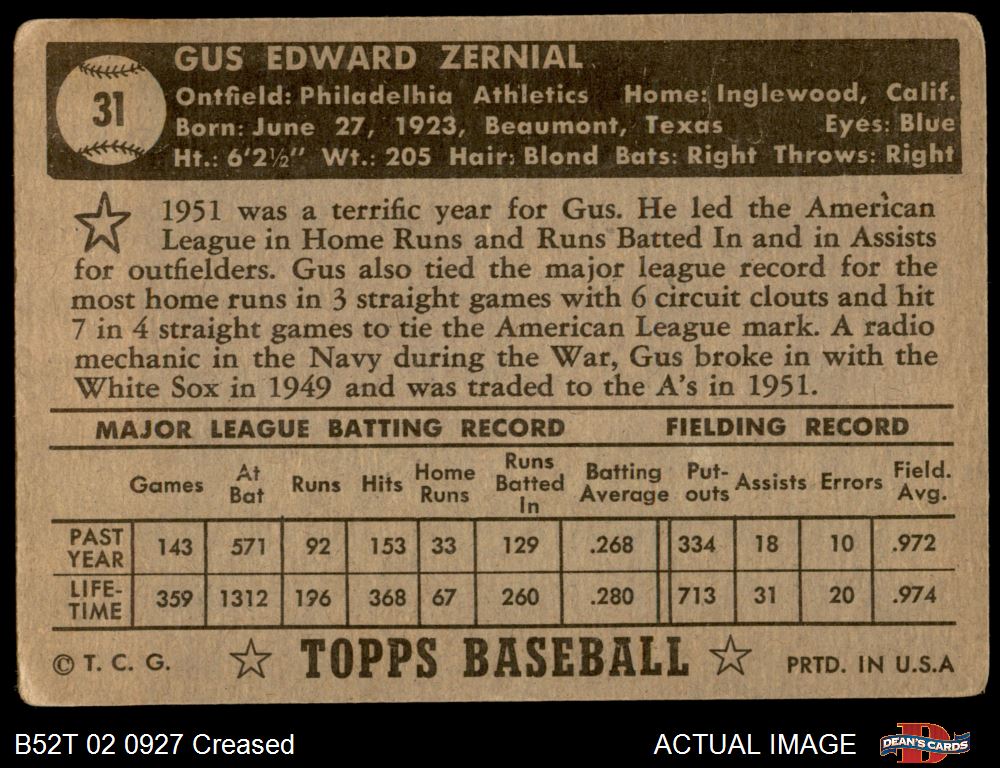 31
GUS EDWARD ZERNIAL
Ontfield: Philadelhia Athletics Home: Inglewood, Calif.
Born: June 27, 1923, Beaumont, Texas Eyes: Blue
Ht.: 6'2½" Wt.: 205 Hair: Blond Bats: Right Throws: Right
1951 was a terrific year for Gus. He led the American
League in Home Runs and Runs Batted In and in Assists
for outfielders. Gus also tied the major league record for the
most home runs in 3 straight games with 6 circuit clouts and hit
7 in 4 straight games to tie the American League mark. A radio
mechanic in the Navy during the War, Gus broke in with the
White Sox in 1949 and was traded to the A's in 1951.
MAJOR LEAGUE BATTING RECORD FIELDING RECORD
Games At Bat Runs Hits Home Runs Runs Batted In Batting Average Put-outs Assists Errors Field. Avg.
PAST YEAR 143 571 92 153 33 129 .268 334 18 10 .972
LIFE-TIME 359 1312 196 368 67 260 .280 713 31 20 .974
© T. C. G. TOPPS BASEBALL PRTD. IN U.S.A
B52T 02 0927 Creased ACTUAL IMAGE DEAN'S CARDS